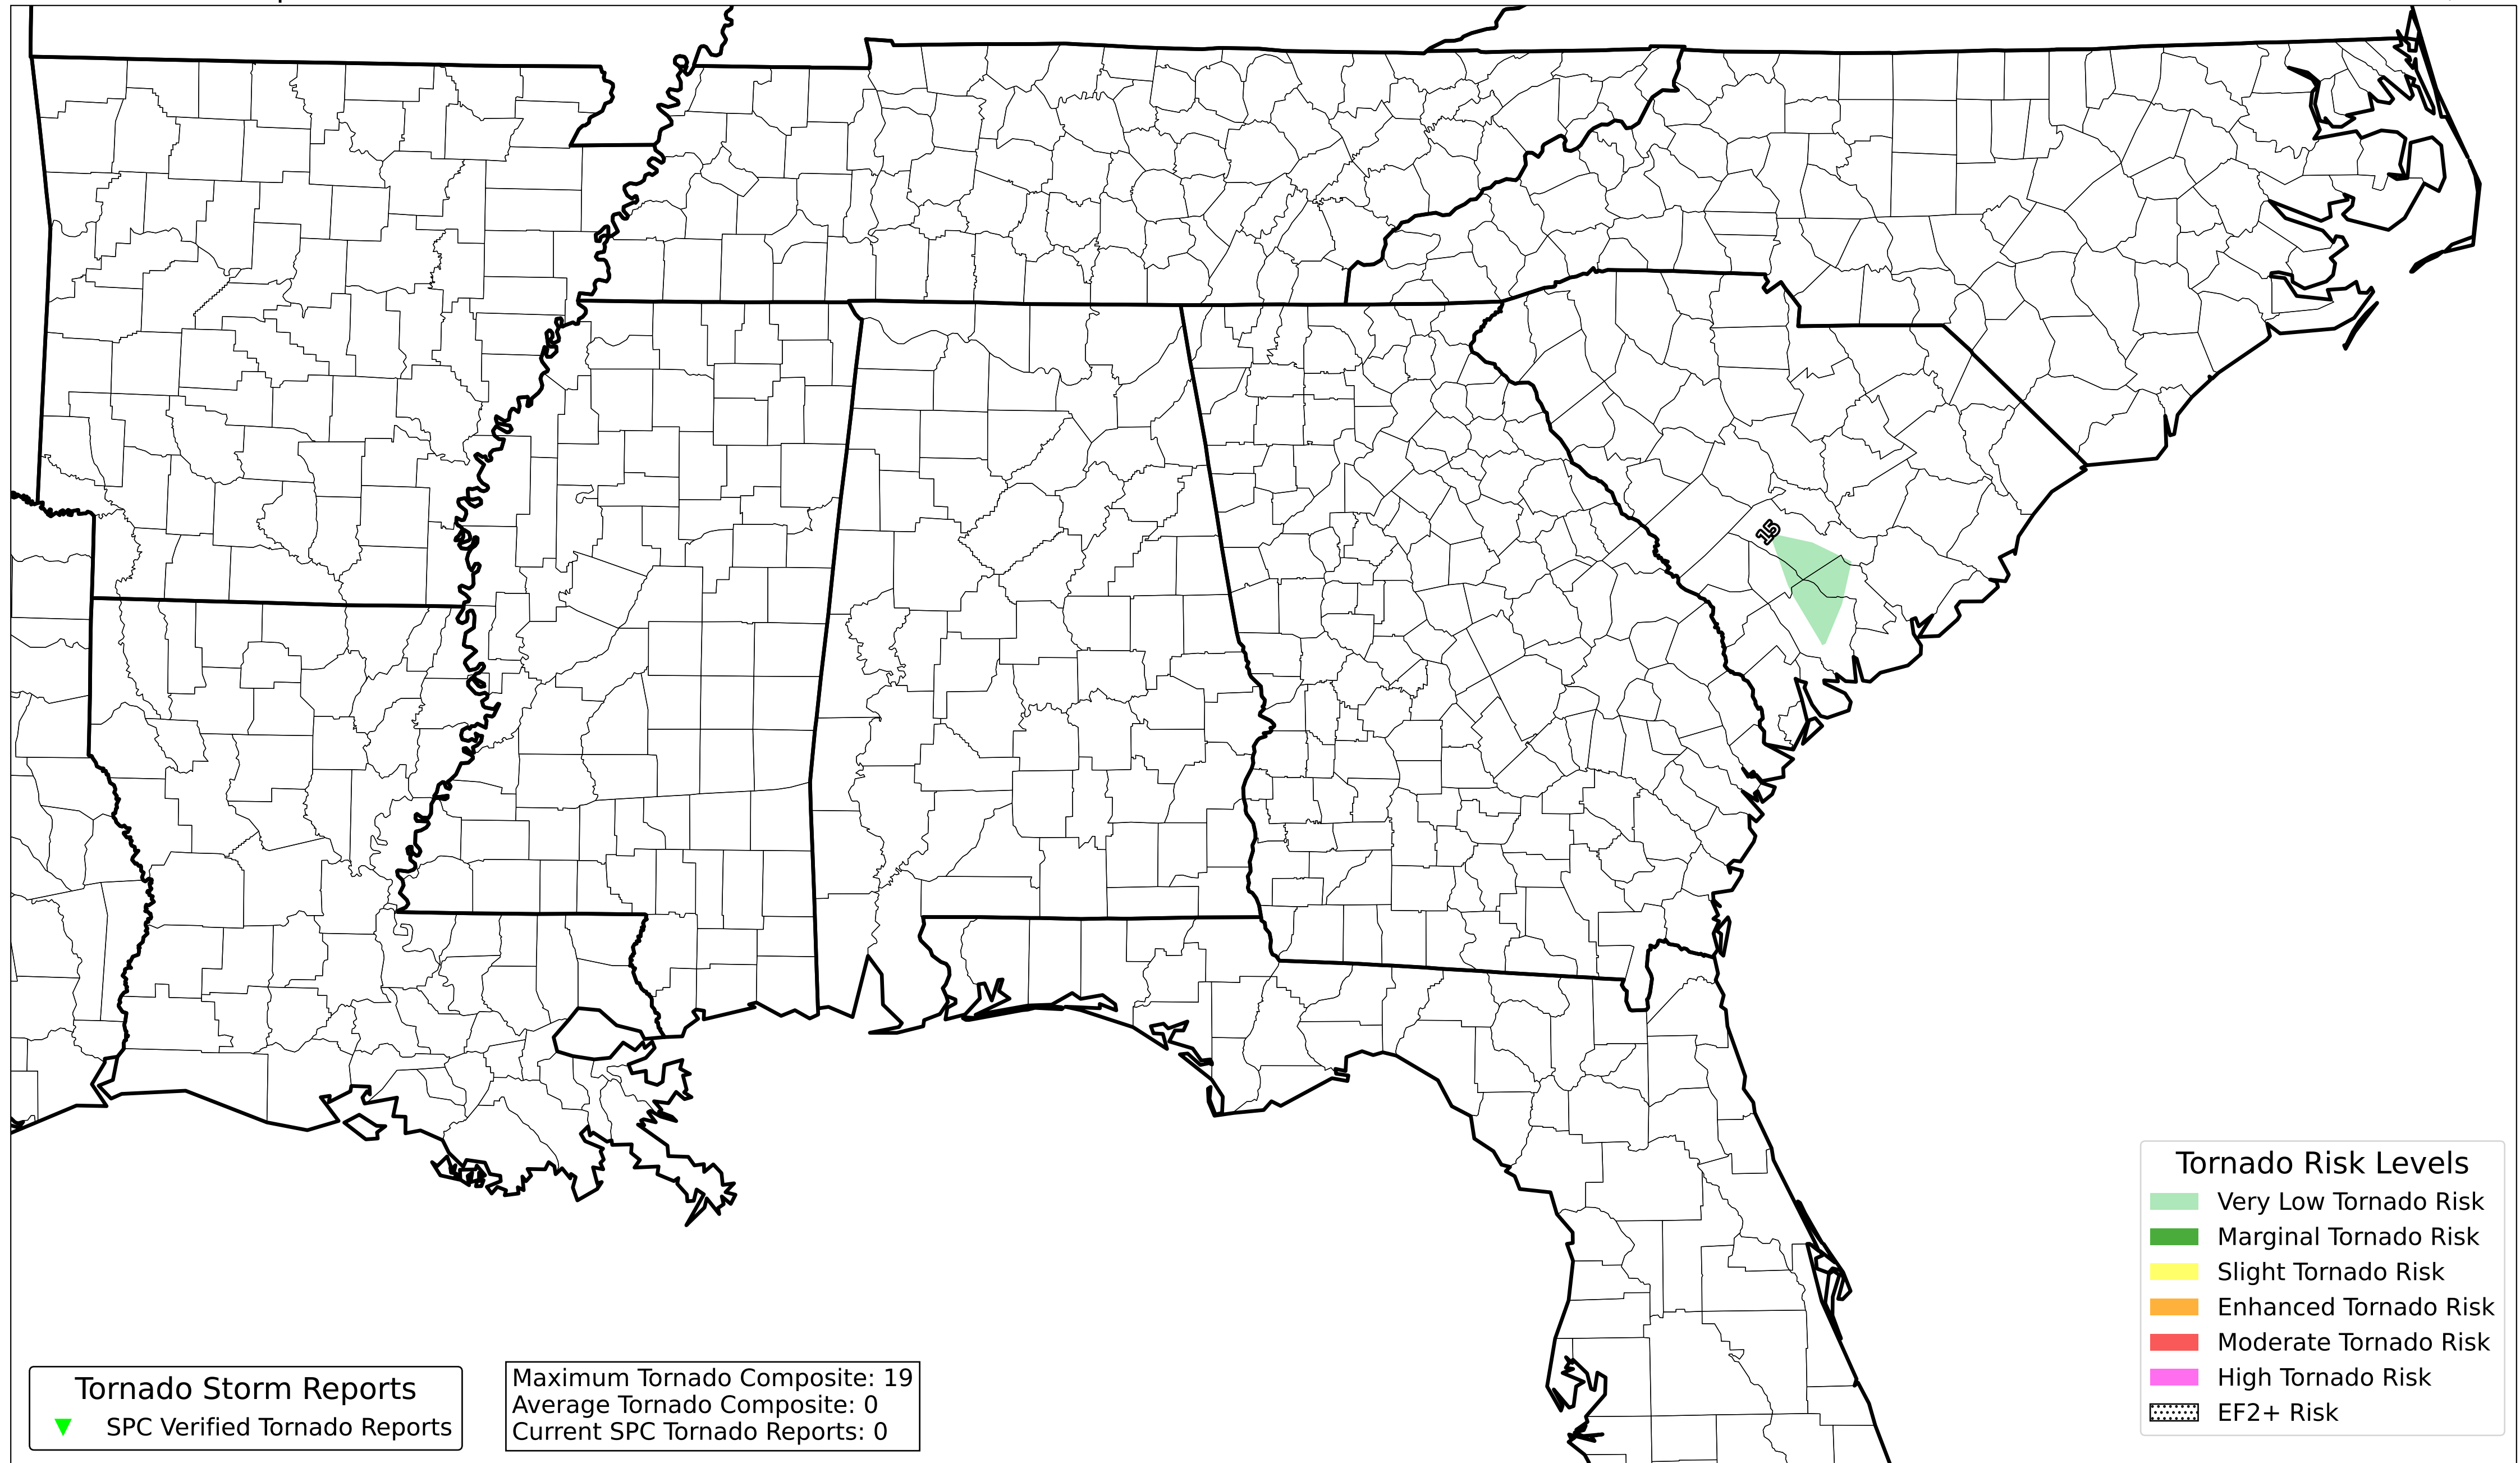 15
Tornado Storm Reports
SPC Verified Tornado Reports
Maximum Tornado Composite: 19
Average Tornado Composite: 0
Current SPC Tornado Reports: 0
Tornado Risk Levels
Very Low Tornado Risk
Marginal Tornado Risk
Slight Tornado Risk
Enhanced Tornado Risk
Moderate Tornado Risk
High Tornado Risk
EF2+ Risk